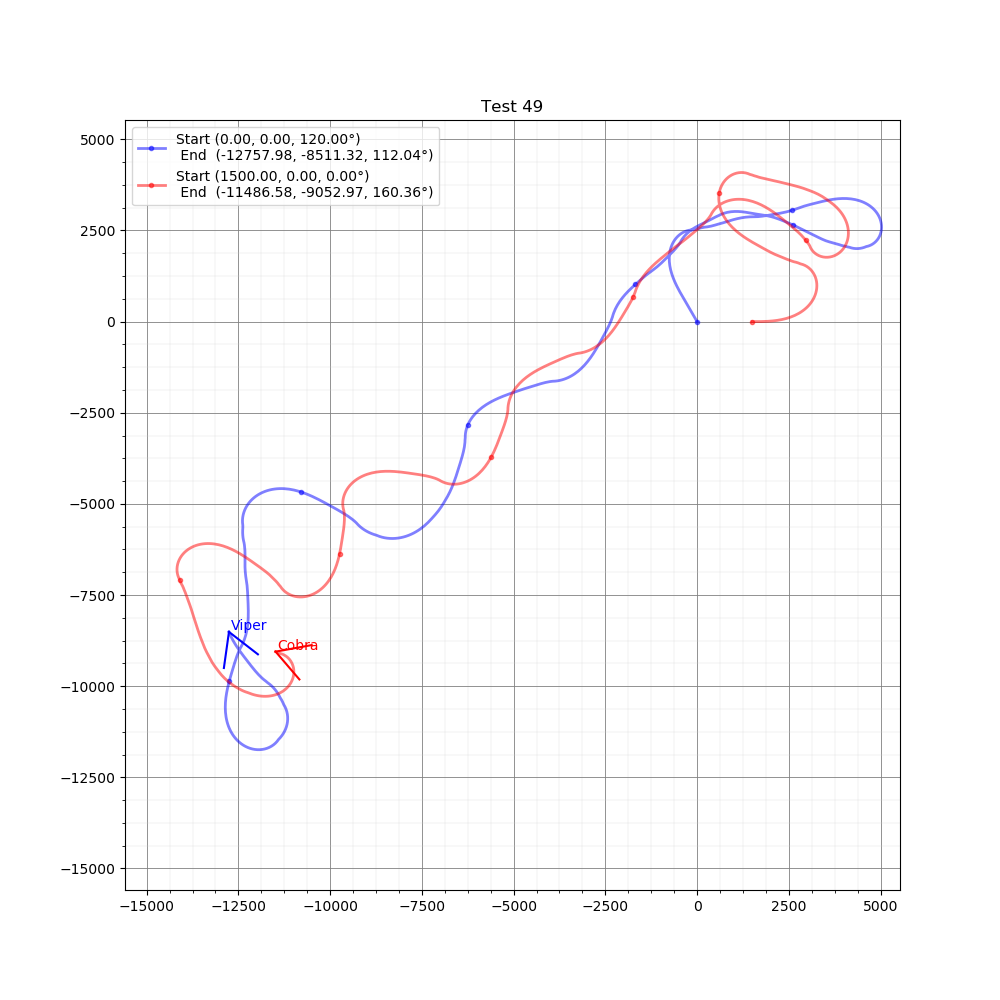 Test 49
Start (0.00, 0.00, 120.00°)
End (-12757.98, -8511.32, 112.04°)
Start (1500.00, 0.00, 0.00°)
End (-11486.58, -9052.97, 160.36°)
5000
2500
0
−2500
−5000
−7500
−10000
−12500
−15000
Viper
Cobra
−15000 −12500 −10000 −7500 −5000 −2500 0 2500 5000